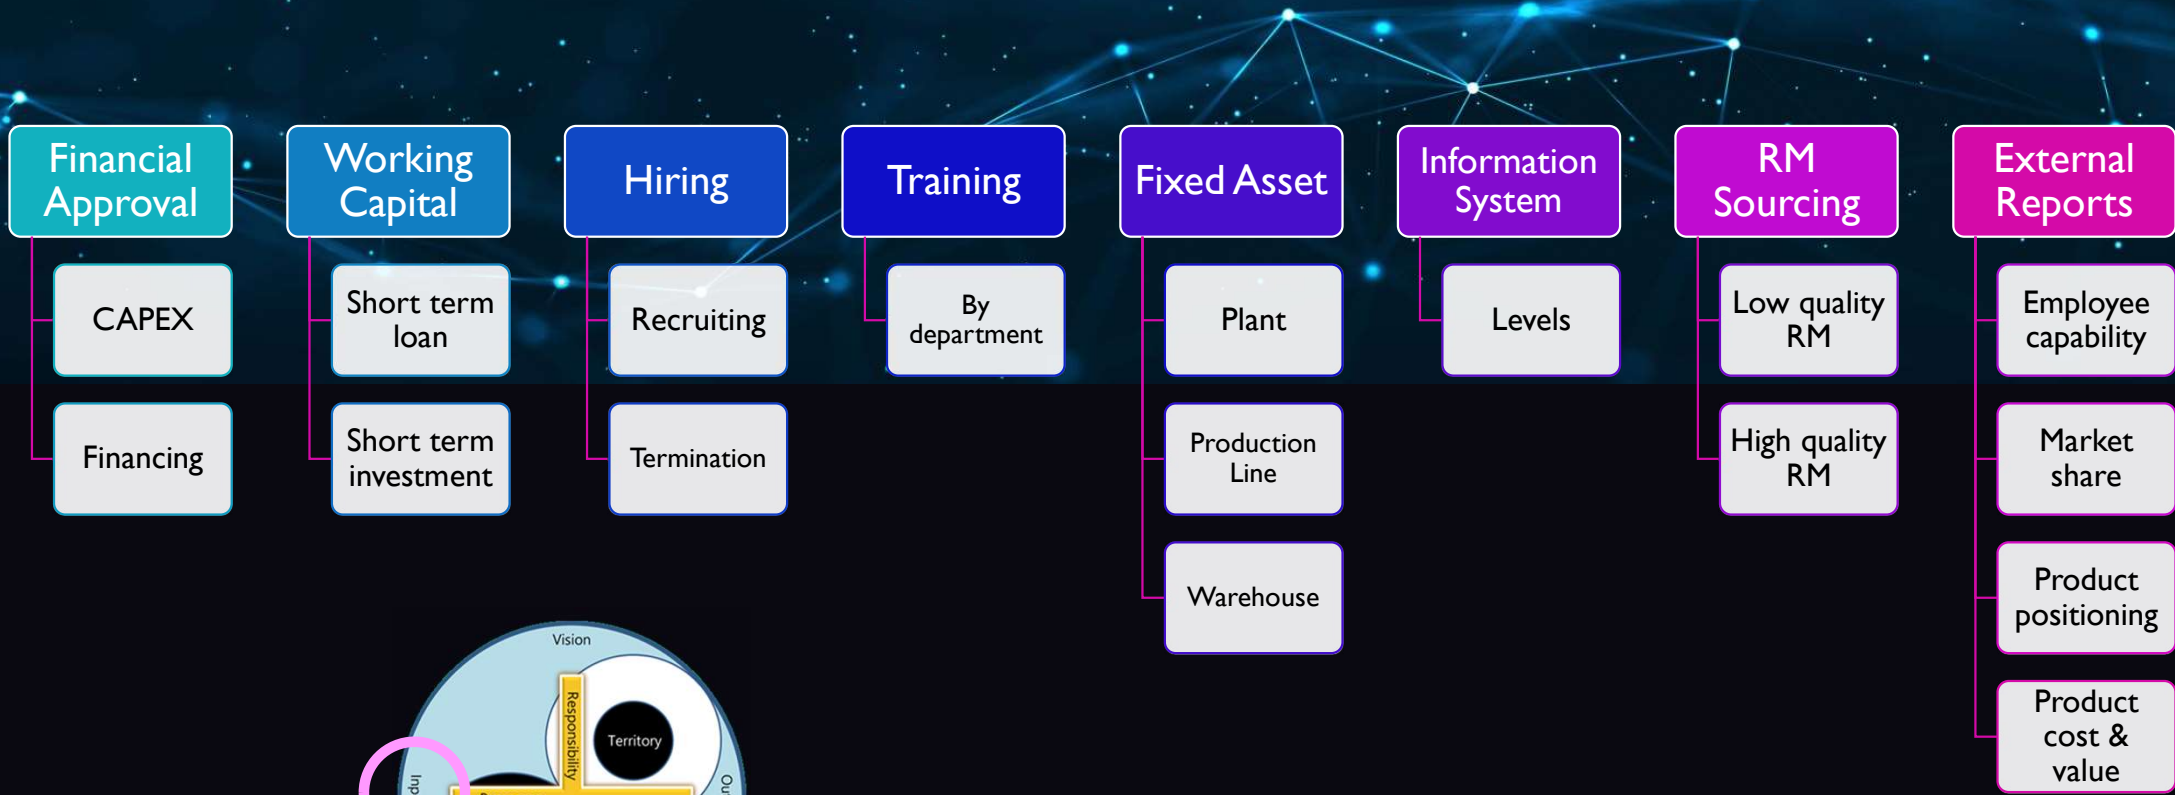 Financial
Approval
CAPEX
Financing
Working
Capital
Short term
loan
Short term
investment
Hiring
Recruiting
Termination
Training
By
department
Fixed Asset
Plant
Production
Line
Warehouse
Information
System
Levels
RM
Sourcing
Low quality
RM
High quality
RM
External
Reports
Employee
capability
Market
share
Product
positioning
Product
cost &
value
Vision
Responsibility
Territory